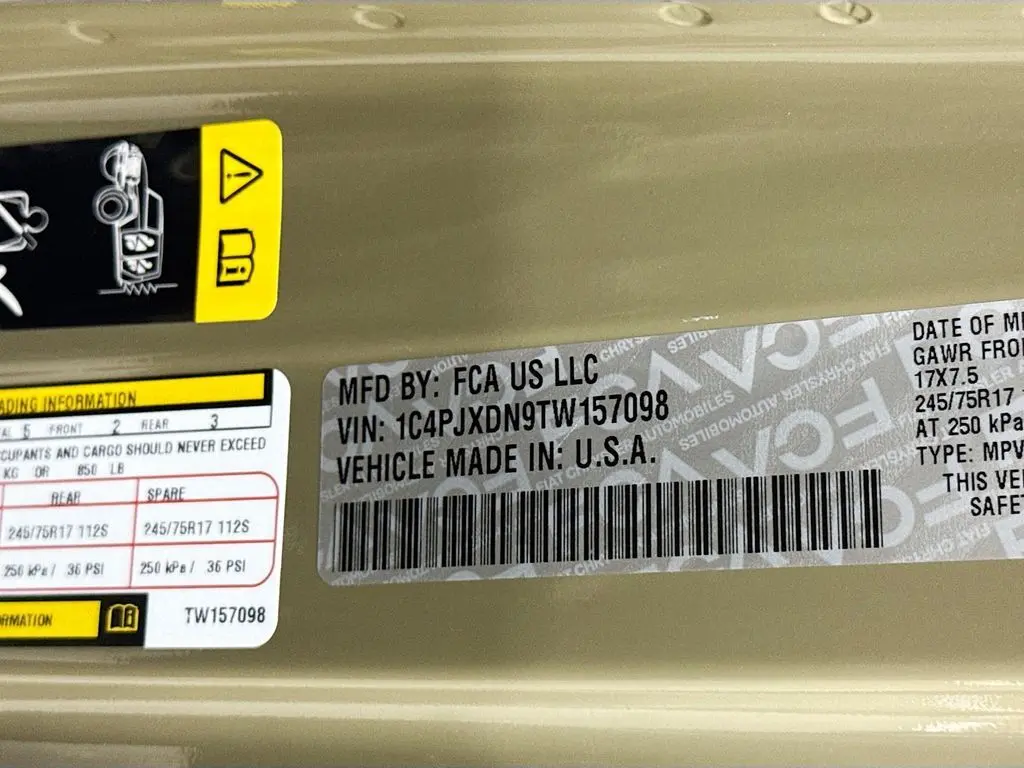 ADING INFORMATION
AL 5 FRONT 2 REAR 3
CUPANTS AND CARGO SHOULD NEVER EXCEED
KG OR 850 LB
REAR SPARE
245/75R17 112S 245/75R17 112S
250 kPa / 36 PSI 250 kPa / 36 PSI
ORMATION
TW157098
MFD BY: FCA US LLC
VIN: 1C4PJXDN9TW157098
VEHICLE MADE IN: U.S.A.
DATE OF M
GAWR FRO
17X7.5
245/75R17
AT 250 kPa
TYPE: MPV
THIS VE
SAFE